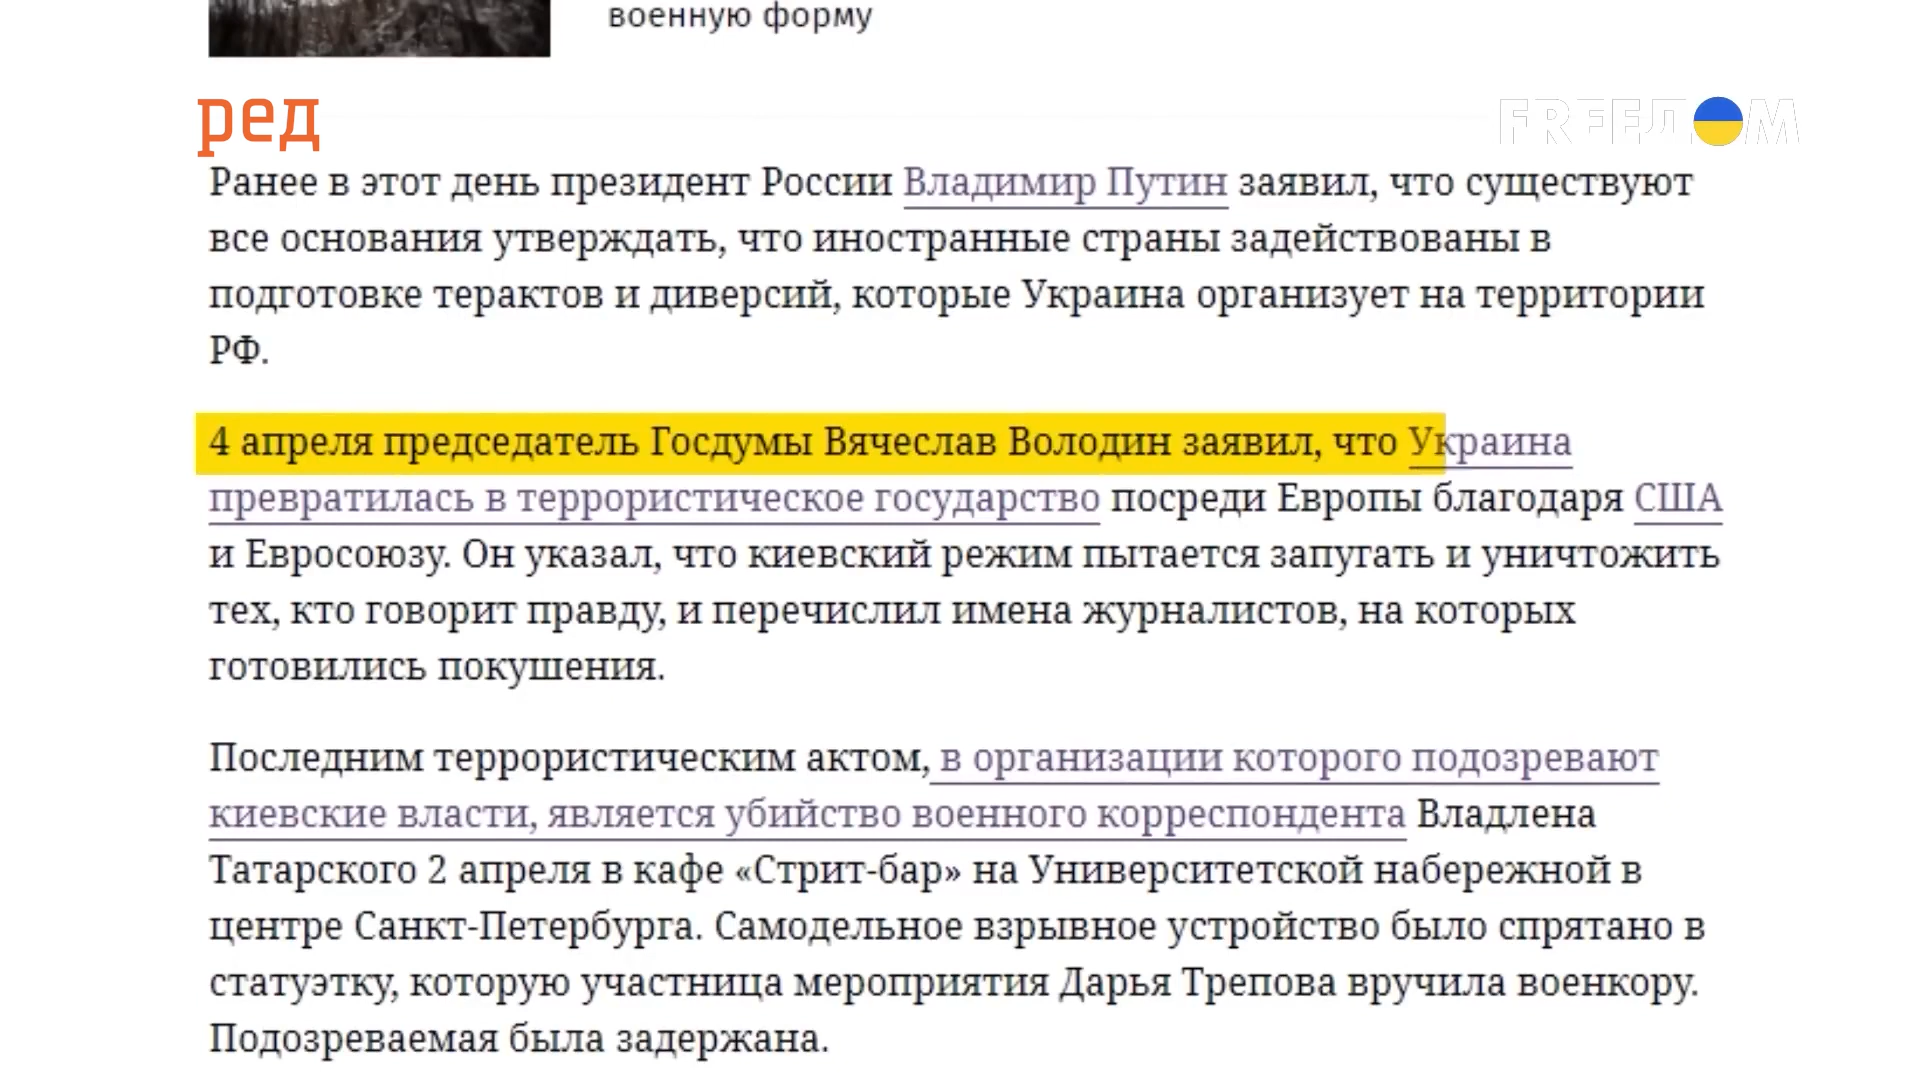 военную форму
ред
FREEДОМ
Ранее в этот день президент России Владимир Путин заявил, что существуют
все основания утверждать, что иностранные страны задействованы в
подготовке терактов и диверсий, которые Украина организует на территории
РФ.
4 апреля председатель Госдумы Вячеслав Володин заявил, что Украина
превратилась в террористическое государство посреди Европы благодаря США
и Евросоюзу. Он указал, что киевский режим пытается запугать и уничтожить
тех, кто говорит правду, и перечислил имена журналистов, на которых
готовились покушения.
Последним террористическим актом, в организации которого подозревают
киевские власти, является убийство военного корреспондента Владлена
Татарского 2 апреля в кафе «Стрит-бар» на Университетской набережной в
центре Санкт-Петербурга. Самодельное взрывное устройство было спрятано в
статуэтку, которую участница мероприятия Дарья Трепова вручила военкору.
Подозреваемая была задержана.